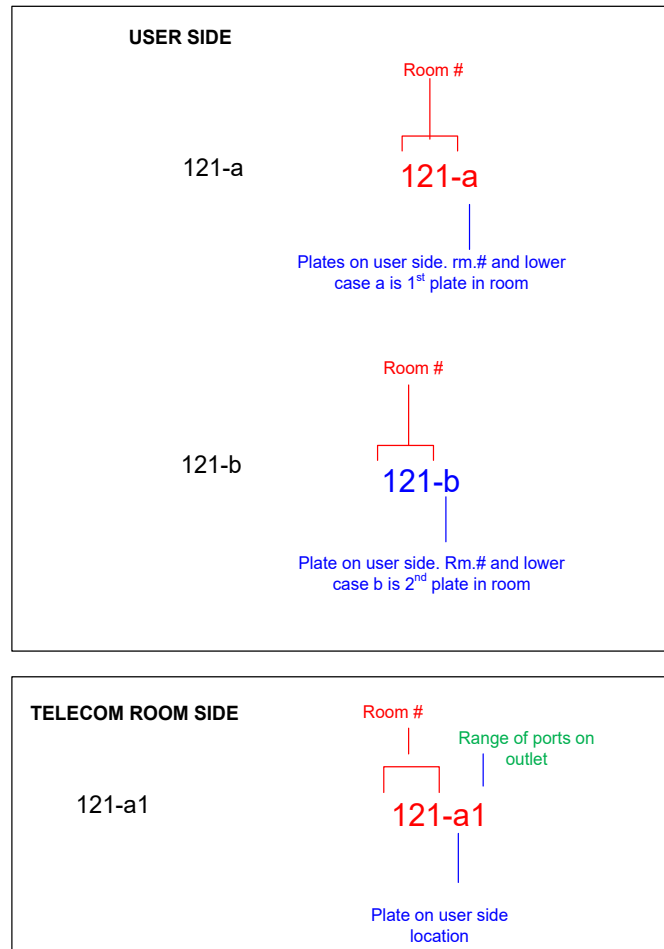 USER SIDE
Room #
121-a
121-a
Plates on user side. rm.# and lower
case a is 1st plate in room
Room #
121-b
121-b
Plate on user side. Rm.# and lower
case b is 2nd plate in room
TELECOM ROOM SIDE
Room #
Range of ports on
outlet
121-a1
121-a1
Plate on user side
location